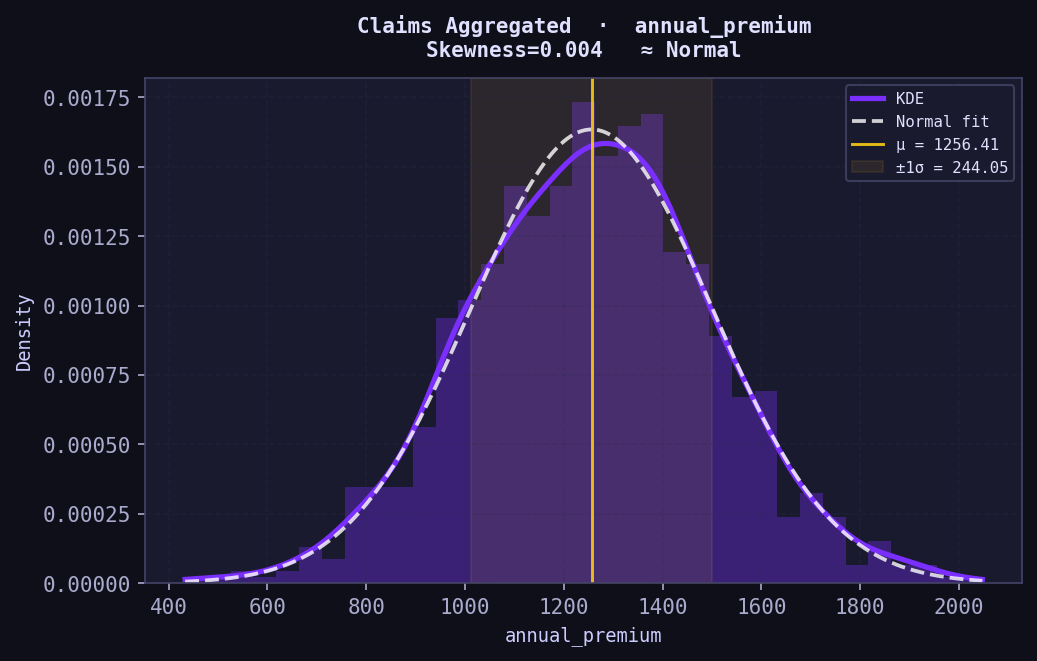 Claims Aggregated  ·  annual_premium
Skewness=0.004   ≈ Normal
KDE
Normal fit
μ = 1256.41
±1σ = 244.05
Density
0.00175
0.00150
0.00125
0.00100
0.00075
0.00050
0.00025
0.00000
400 600 800 1000 1200 1400 1600 1800 2000
annual_premium